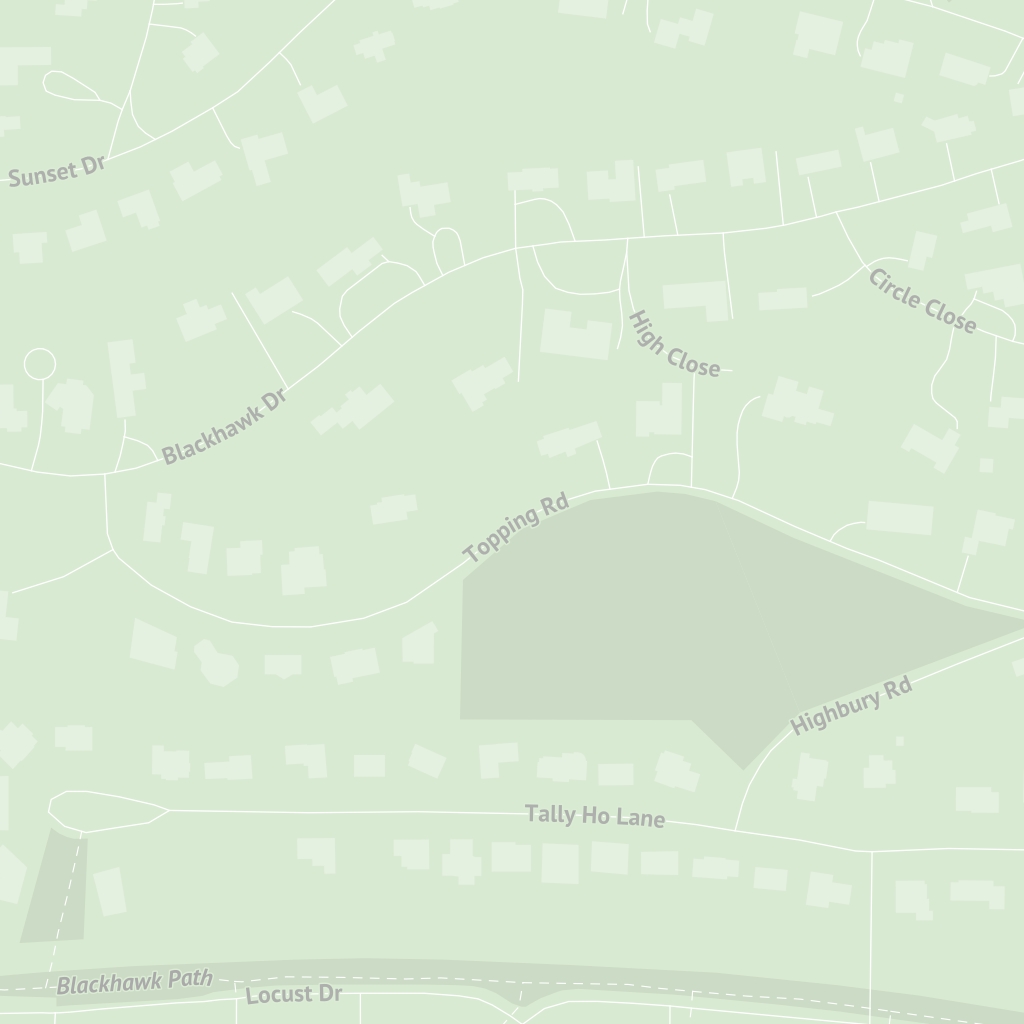 Sunset Dr
Circle Close
High Close
Blackhawk Dr
Topping Rd
Highbury Rd
Tally Ho Lane
Blackhawk Path
Locust Dr